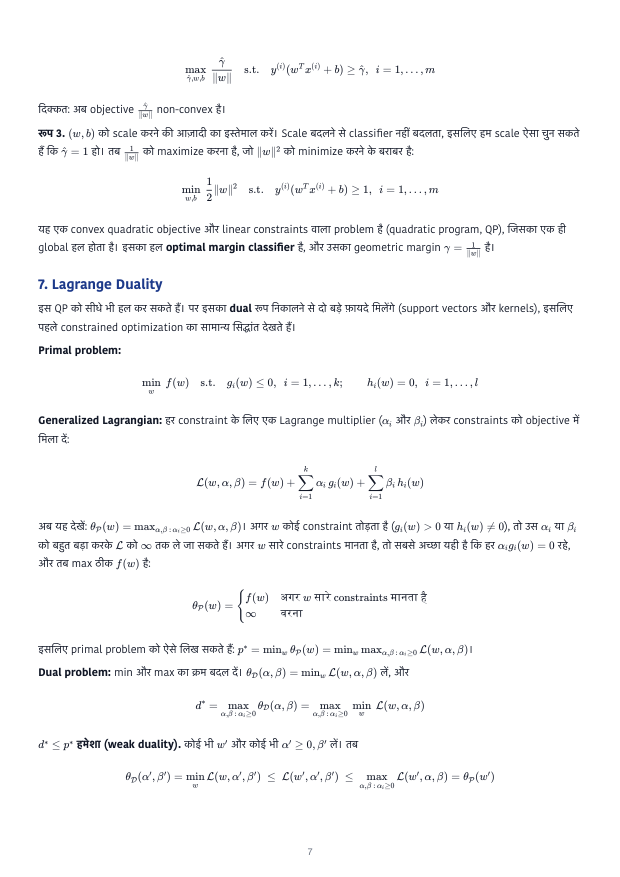 max_{γ̂,w,b} γ̂/‖w‖ s.t. y^{(i)}(w^T x^{(i)} + b) ≥ γ̂, i = 1, . . . , m
दिक्कत: अब objective γ̂/‖w‖ non-convex है।
रूप 3. (w, b) को scale करने की आज़ादी का इस्तेमाल करें। Scale बदलने से classifier नहीं बदलता, इसलिए हम scale ऐसा चुन सकते
हैं कि γ̂ = 1 हो। तब 1/‖w‖ को maximize करना है, जो ‖w‖² को minimize करने के बराबर है:
min_{w,b} 1/2 ‖w‖² s.t. y^{(i)}(w^T x^{(i)} + b) ≥ 1, i = 1, . . . , m
यह एक convex quadratic objective और linear constraints वाला problem है (quadratic program, QP), जिसका एक ही
global हल होता है। इसका हल optimal margin classifier है, और उसका geometric margin γ = 1/‖w‖ है।
7. Lagrange Duality
इस QP को सीधे भी हल कर सकते हैं। पर इसका dual रूप निकालने से दो बड़े फ़ायदे मिलेंगे (support vectors और kernels), इसलिए
पहले constrained optimization का सामान्य सिद्धांत देखते हैं।
Primal problem:
min_w f(w) s.t. g_i(w) ≤ 0, i = 1, . . . , k; h_i(w) = 0, i = 1, . . . , l
Generalized Lagrangian: हर constraint के लिए एक Lagrange multiplier (α_i और β_i) लेकर constraints को objective में
मिला दें:
ℒ(w, α, β) = f(w) + ∑_{i=1}^{k} α_i g_i(w) + ∑_{i=1}^{l} β_i h_i(w)
अब यह देखें: θ_𝒫(w) = max_{α,β : α_i≥0} ℒ(w, α, β)। अगर w कोई constraint तोड़ता है (g_i(w) > 0 या h_i(w) ≠ 0), तो उस α_i या β_i
को बहुत बड़ा करके ℒ को ∞ तक ले जा सकते हैं। अगर w सारे constraints मानता है, तो सबसे अच्छा यही है कि हर α_i g_i(w) = 0 रहे,
और तब max ठीक f(w) है:
θ_𝒫(w) = { f(w) अगर w सारे constraints मानता है
∞ वरना
इसलिए primal problem को ऐसे लिख सकते हैं: p* = min_w θ_𝒫(w) = min_w max_{α,β : α_i≥0} ℒ(w, α, β)।
Dual problem: min और max का क्रम बदल दें। θ_𝒟(α, β) = min_w ℒ(w, α, β) लें, और
d* = max_{α,β : α_i≥0} θ_𝒟(α, β) = max_{α,β : α_i≥0} min_w ℒ(w, α, β)
d* ≤ p* हमेशा (weak duality). कोई भी w′ और कोई भी α′ ≥ 0, β′ लें। तब
θ_𝒟(α′, β′) = min_w ℒ(w, α′, β′) ≤ ℒ(w′, α′, β′) ≤ max_{α,β : α_i≥0} ℒ(w′, α, β) = θ_𝒫(w′)
7